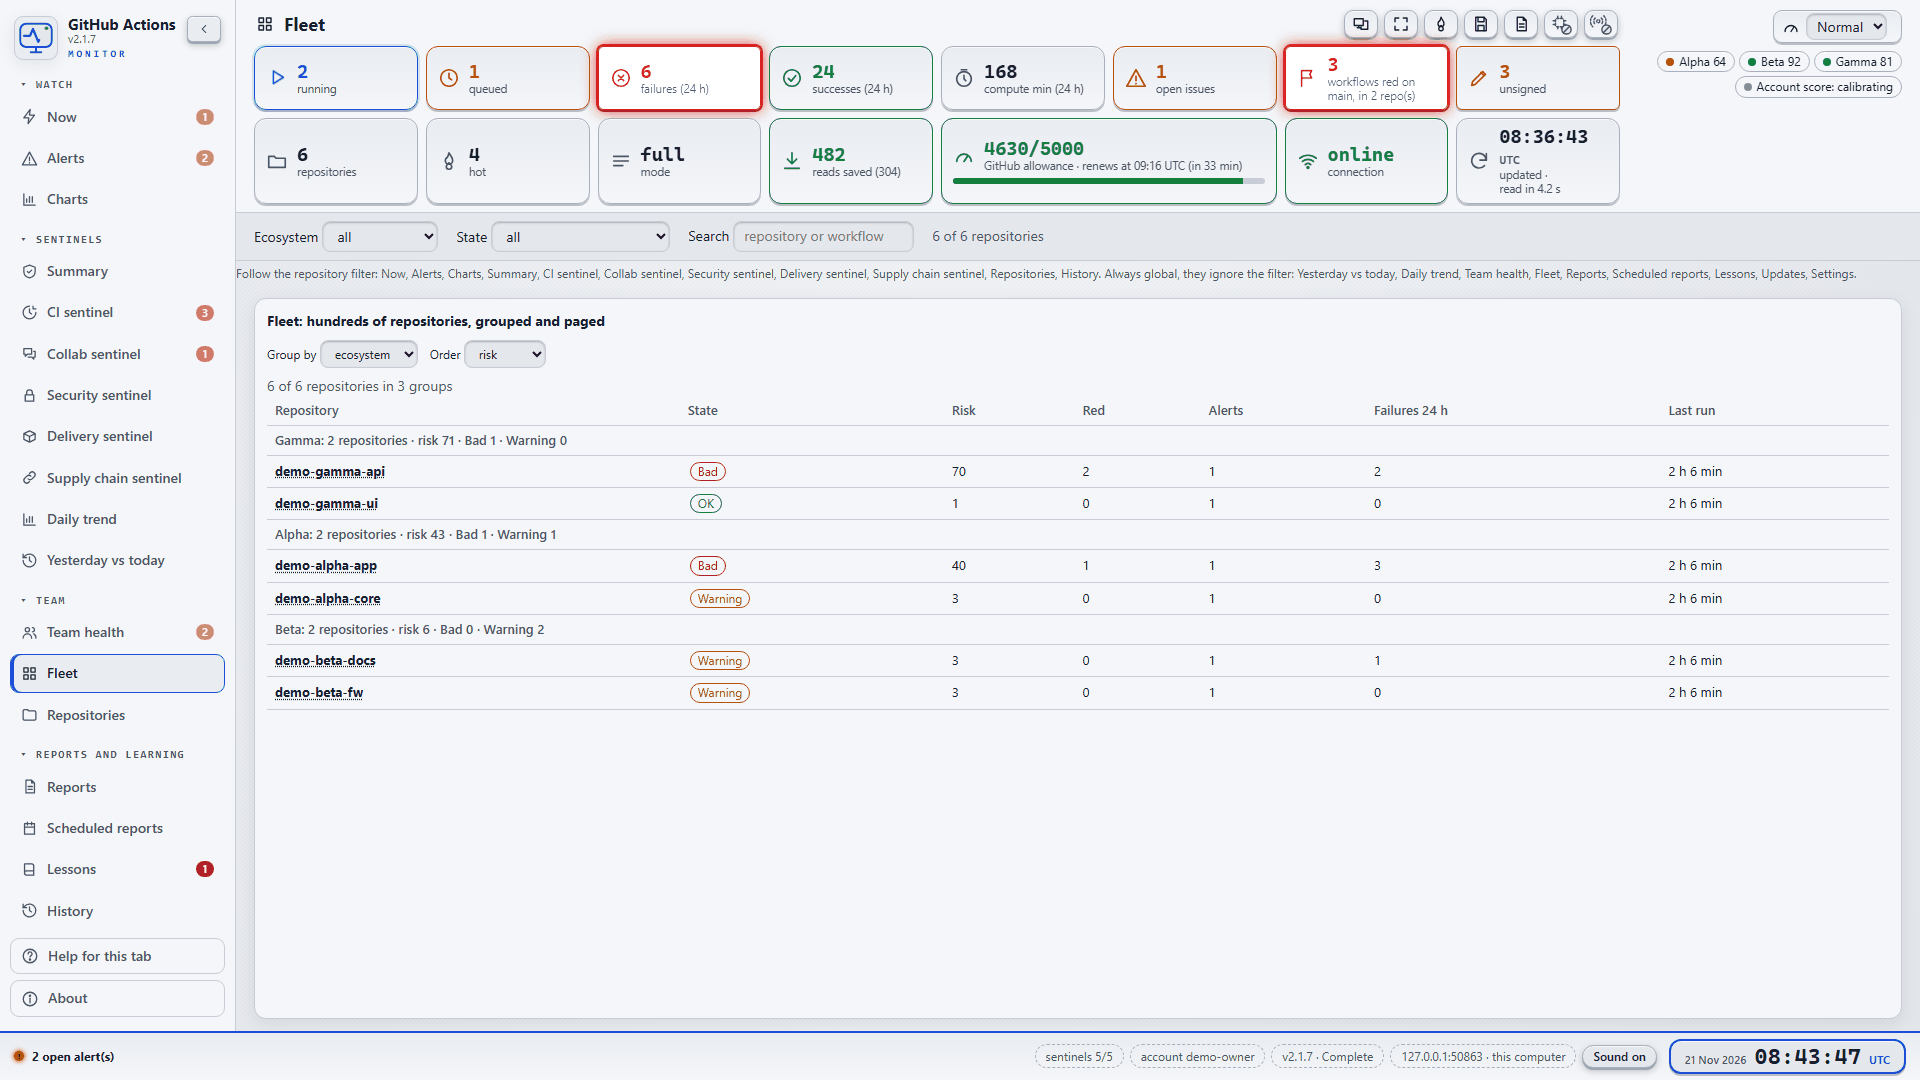 GitHub Actions
v2.1.7
MONITOR
WATCH
Now 1
Alerts 2
Charts
SENTINELS
Summary
CI sentinel 3
Collab sentinel 1
Security sentinel
Delivery sentinel
Supply chain sentinel
Daily trend
Yesterday vs today
TEAM
Team health 2
Fleet
Repositories
REPORTS AND LEARNING
Reports
Scheduled reports
Lessons 1
History
Help for this tab
About
Fleet
Normal
2
running
1
queued
6
failures (24 h)
24
successes (24 h)
168
compute min (24 h)
1
open issues
3
workflows red on
main, in 2 repo(s)
3
unsigned
Alpha 64 Beta 92 Gamma 81
Account score: calibrating
6
repositories
4
hot
full
mode
482
reads saved (304)
4630/5000
GitHub allowance · renews at 09:16 UTC (in 33 min)
online
connection
08:36:43
UTC
updated ·
read in 4.2 s
Ecosystem all State all Search repository or workflow 6 of 6 repositories
Follow the repository filter: Now, Alerts, Charts, Summary, CI sentinel, Collab sentinel, Security sentinel, Delivery sentinel, Supply chain sentinel, Repositories, History. Always global, they ignore the filter: Yesterday vs today, Daily trend, Team health, Fleet, Reports, Scheduled reports, Lessons, Updates, Settings.
Fleet: hundreds of repositories, grouped and paged
Group by ecosystem Order risk
6 of 6 repositories in 3 groups
Repository State Risk Red Alerts Failures 24 h Last run
Gamma: 2 repositories · risk 71 · Bad 1 · Warning 0
demo-gamma-api Bad 70 2 1 2 2 h 6 min
demo-gamma-ui OK 1 0 1 0 2 h 6 min
Alpha: 2 repositories · risk 43 · Bad 1 · Warning 1
demo-alpha-app Bad 40 1 1 3 2 h 6 min
demo-alpha-core Warning 3 0 1 0 2 h 6 min
Beta: 2 repositories · risk 6 · Bad 0 · Warning 2
demo-beta-docs Warning 3 0 1 1 2 h 6 min
demo-beta-fw Warning 3 0 1 0 2 h 6 min
2 open alert(s)
sentinels 5/5
account demo-owner
v2.1.7 · Complete
127.0.0.1:50863 · this computer
Sound on
21 Nov 2026 08:43:47 UTC